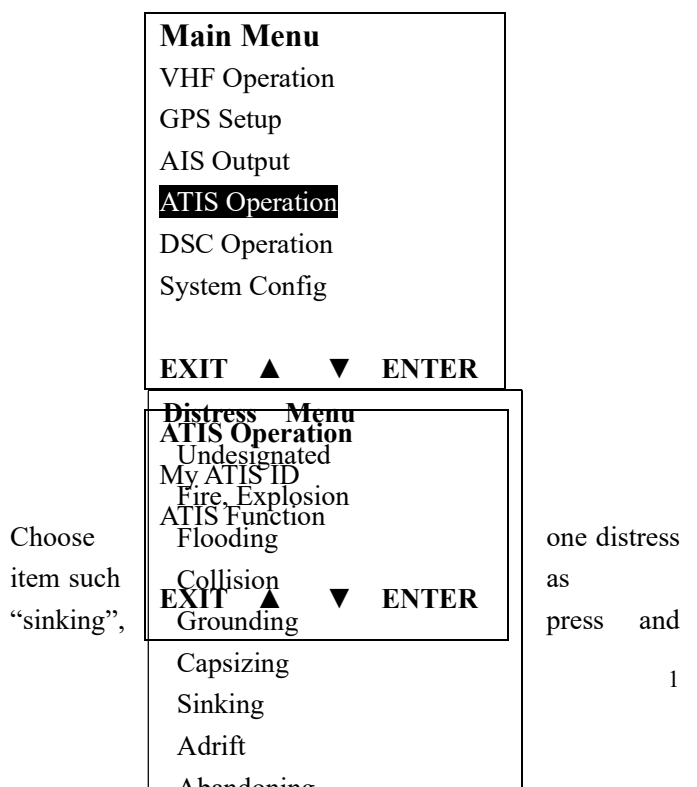 Main Menu
VHF Operation
GPS Setup
AIS Output
ATIS Operation
DSC Operation
System Config
EXIT ▲ ▼ ENTER
Distress Menu
ATIS Operation
Undesignated
My ATIS ID
Fire, Explosion
ATIS Function
Choose Flooding one distress
item such Collision as
EXIT ▲ ▼ ENTER
“sinking”, Grounding press and
Capsizing
1
Sinking
Adrift
Abandoning